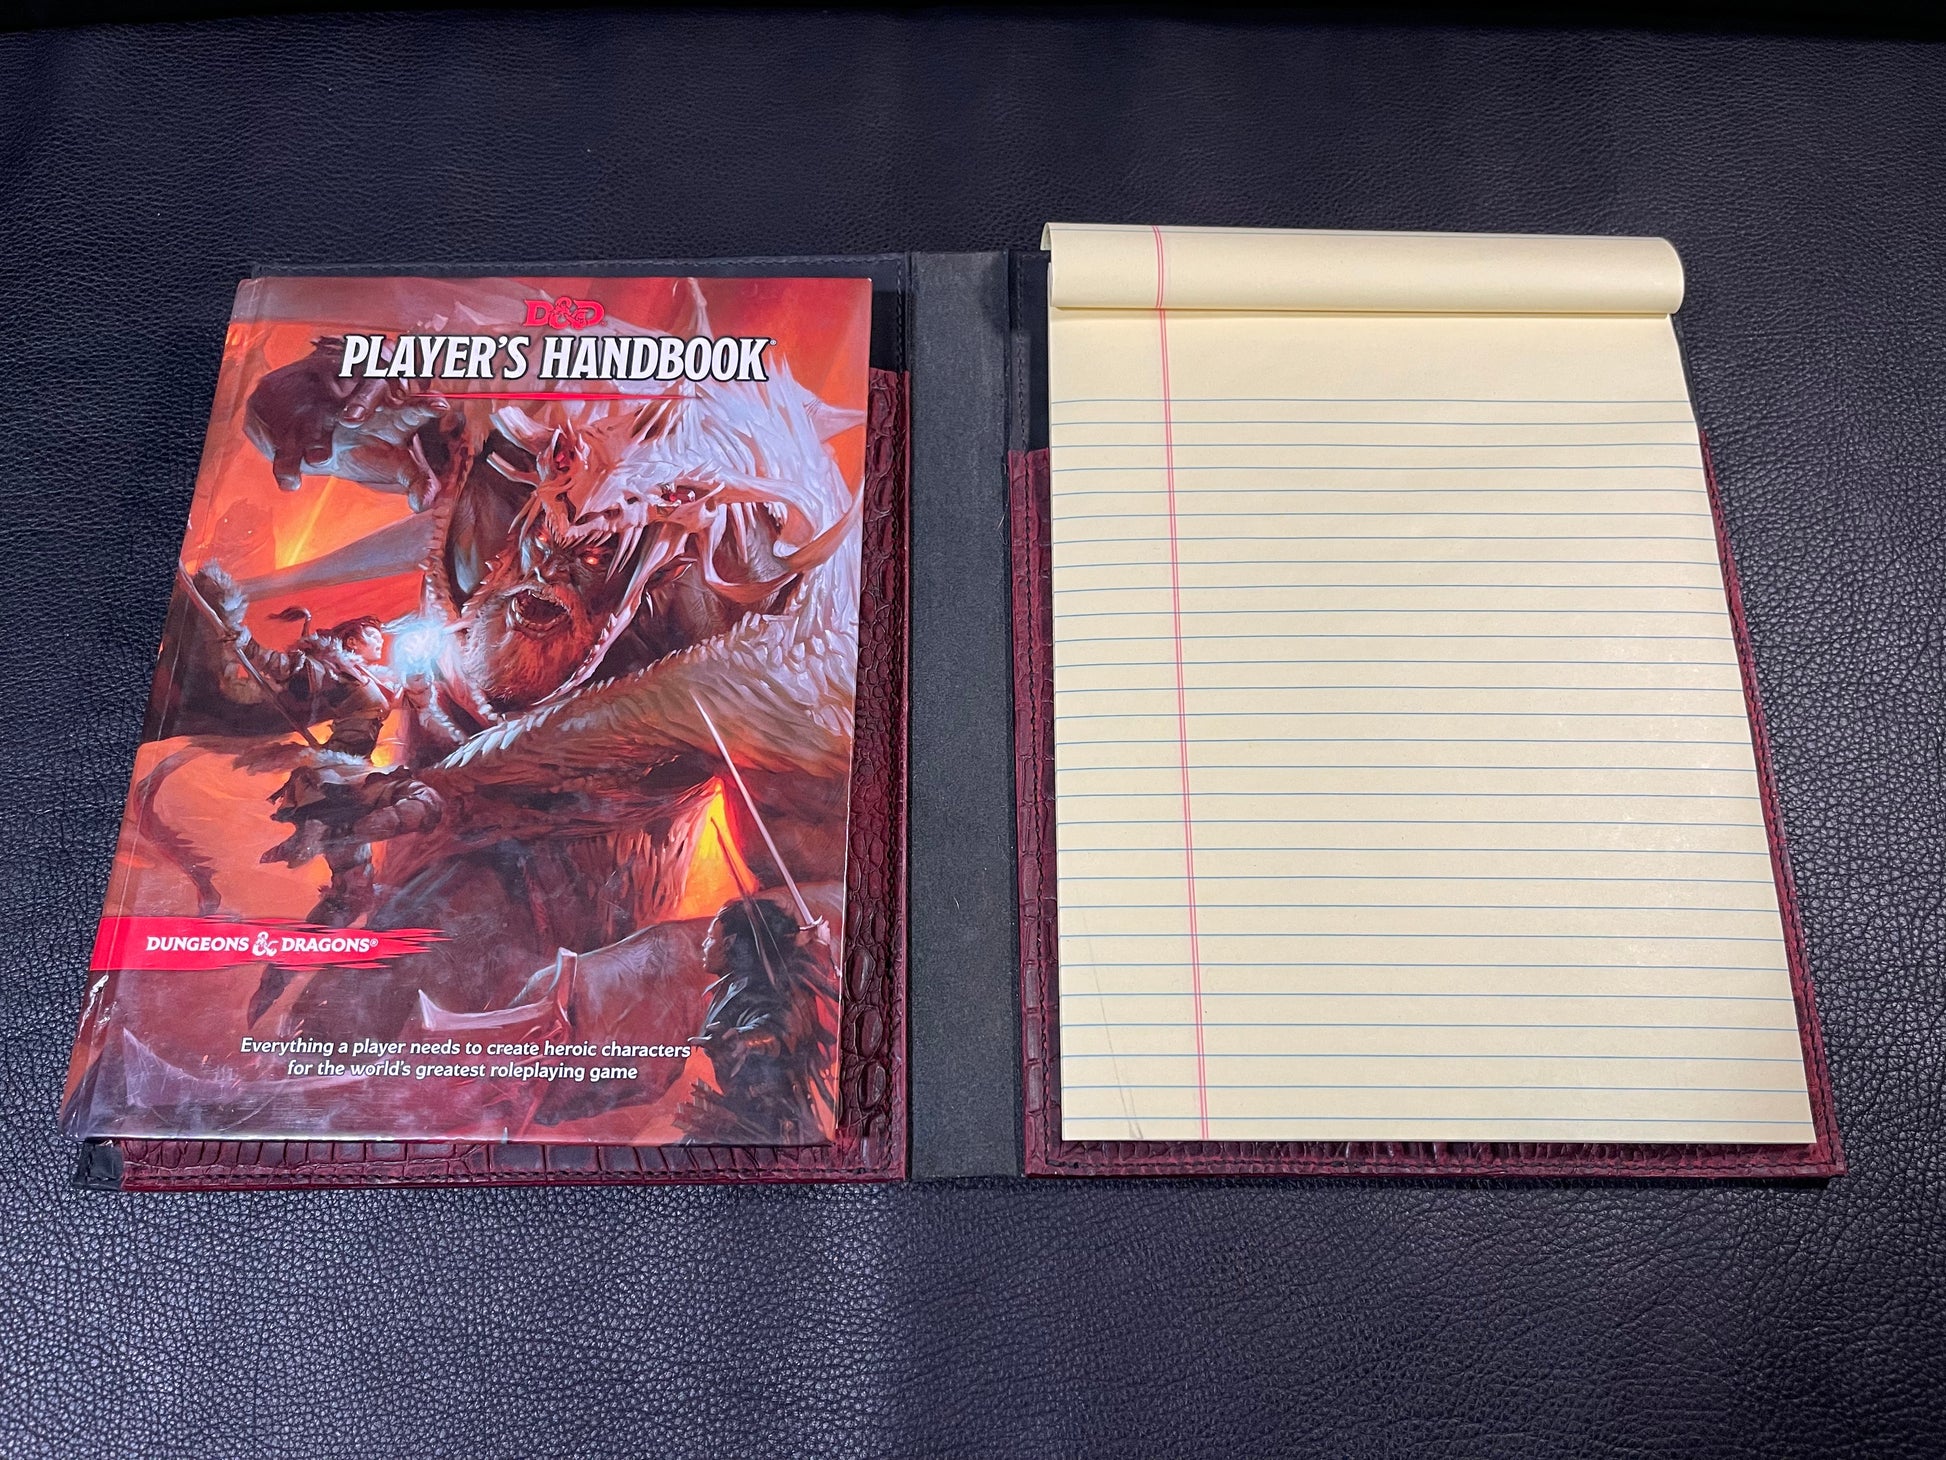 D&D
PLAYER'S HANDBOOK®
DUNGEONS & DRAGONS®
Everything a player needs to create heroic characters
for the world's greatest roleplaying game